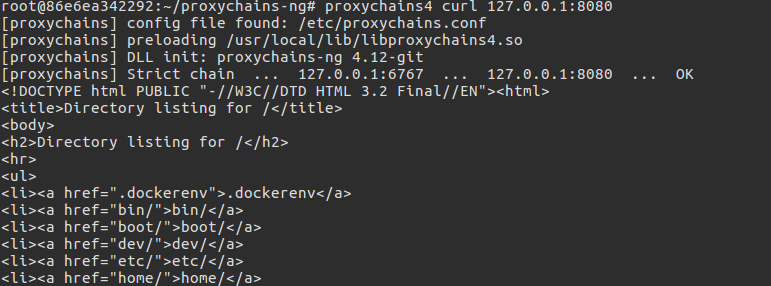 root@86e6ea342292:~/proxychains-ng# proxychains4 curl 127.0.0.1:8080
[proxychains] config file found: /etc/proxychains.conf
[proxychains] preloading /usr/local/lib/libproxychains4.so
[proxychains] DLL init: proxychains-ng 4.12-git
[proxychains] Strict chain  ...  127.0.0.1:6767  ...  127.0.0.1:8080  ...  OK
<!DOCTYPE html PUBLIC "-//W3C//DTD HTML 3.2 Final//EN"><html>
<title>Directory listing for /</title>
<body>
<h2>Directory listing for /</h2>
<hr>
<ul>
<li><a href=".dockerenv">.dockerenv</a>
<li><a href="bin/">bin/</a>
<li><a href="boot/">boot/</a>
<li><a href="dev/">dev/</a>
<li><a href="etc/">etc/</a>
<li><a href="home/">home/</a>